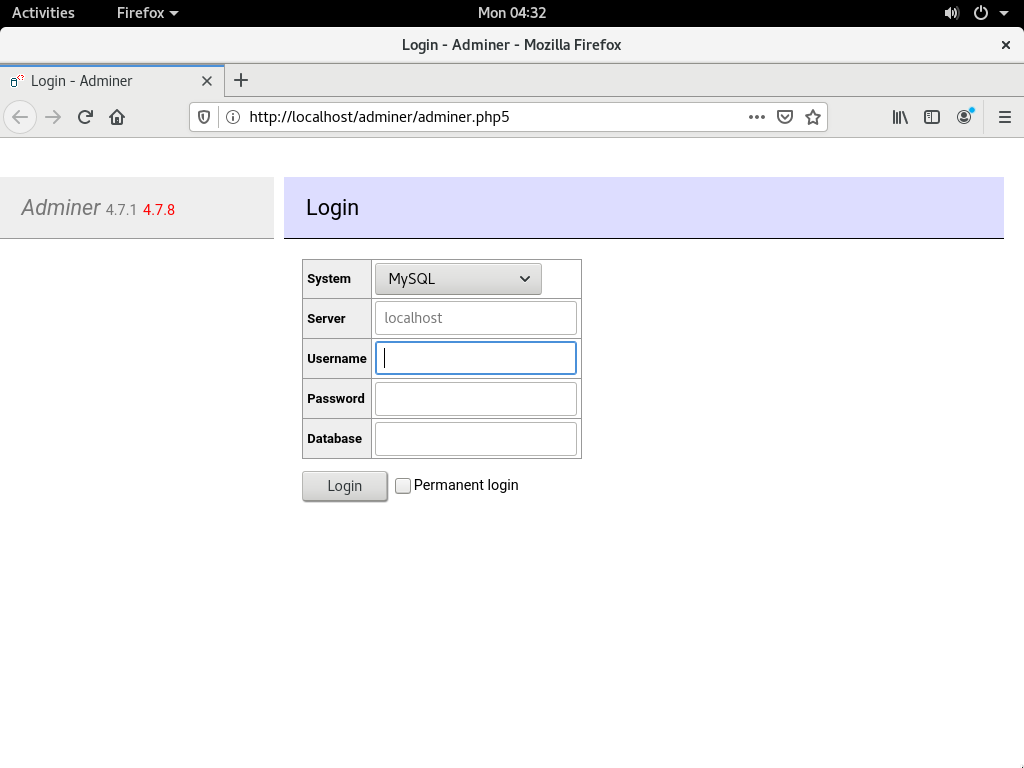 Activities Firefox Mon 04:32
Login - Adminer - Mozilla Firefox
Login - Adminer
http://localhost/adminer/adminer.php5
Adminer 4.7.1 4.7.8
Login
System MySQL
Server localhost
Username
Password
Database
Login Permanent login